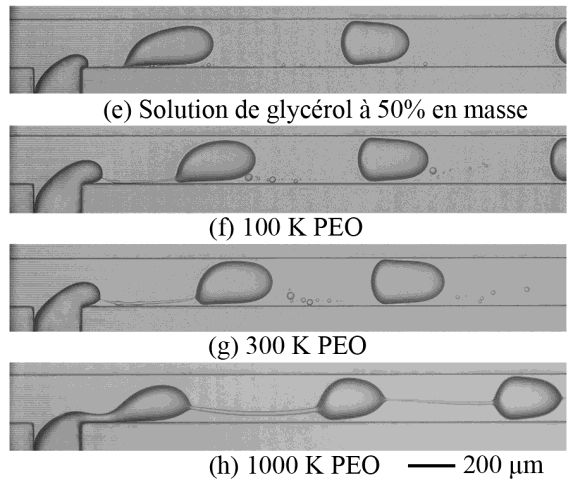 (e) Solution de glycérol à 50% en masse
(f) 100 K PEO
(g) 300 K PEO
(h) 1000 K PEO 200 μm